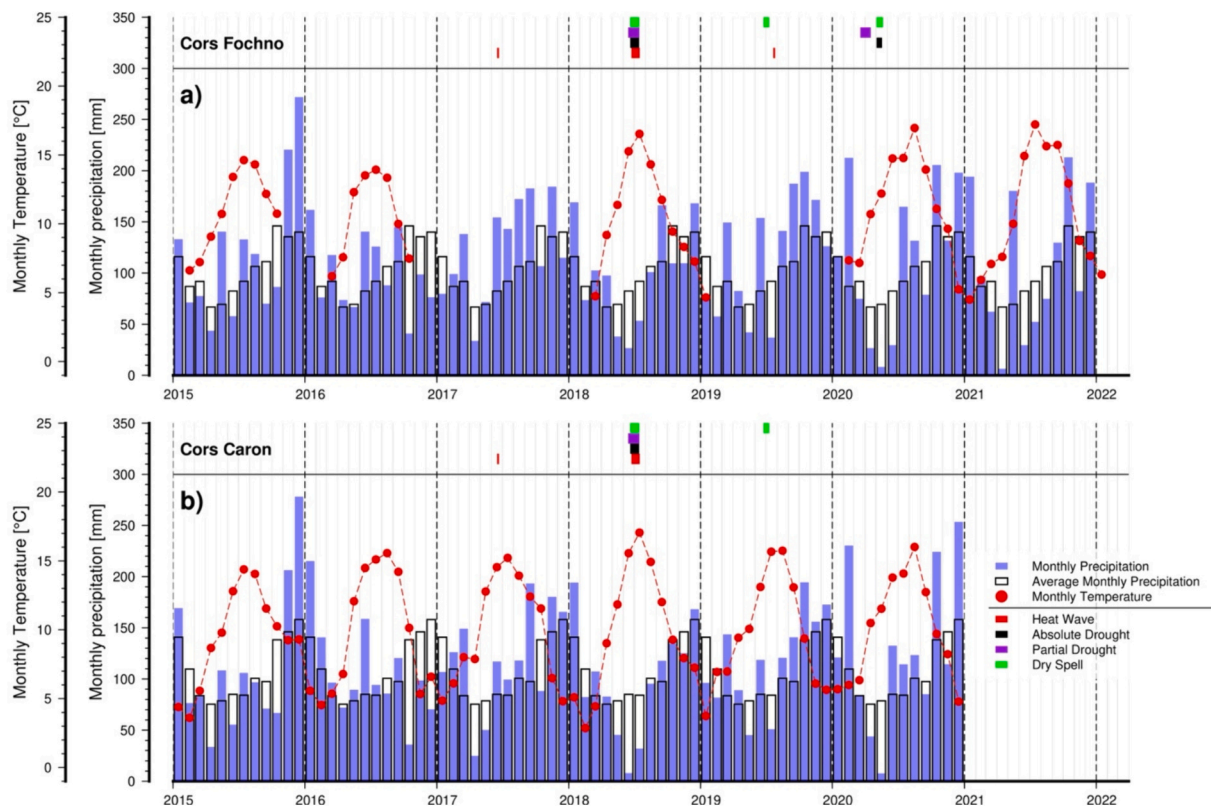 Cors Fochno
a)
Monthly Temperature [°C]
25
20
15
10
5
0
Monthly precipitation [mm]
350
300
250
200
150
100
50
0
2015 2016 2017 2018 2019 2020 2021 2022
Cors Caron
b)
Monthly Temperature [°C]
25
20
15
10
5
0
Monthly precipitation [mm]
350
300
250
200
150
100
50
0
2015 2016 2017 2018 2019 2020 2021 2022
Monthly Precipitation
Average Monthly Precipitation
Monthly Temperature
Heat Wave
Absolute Drought
Partial Drought
Dry Spell